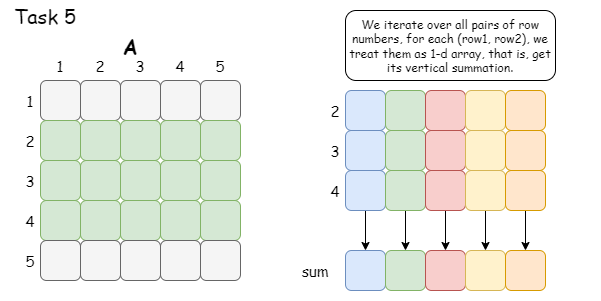 Task 5
A
1 2 3 4 5
1
2
3
4
5
We iterate over all pairs of row
numbers, for each (row1, row2), we
treat them as 1-d array, that is, get
its vertical summation.
2
3
4
sum